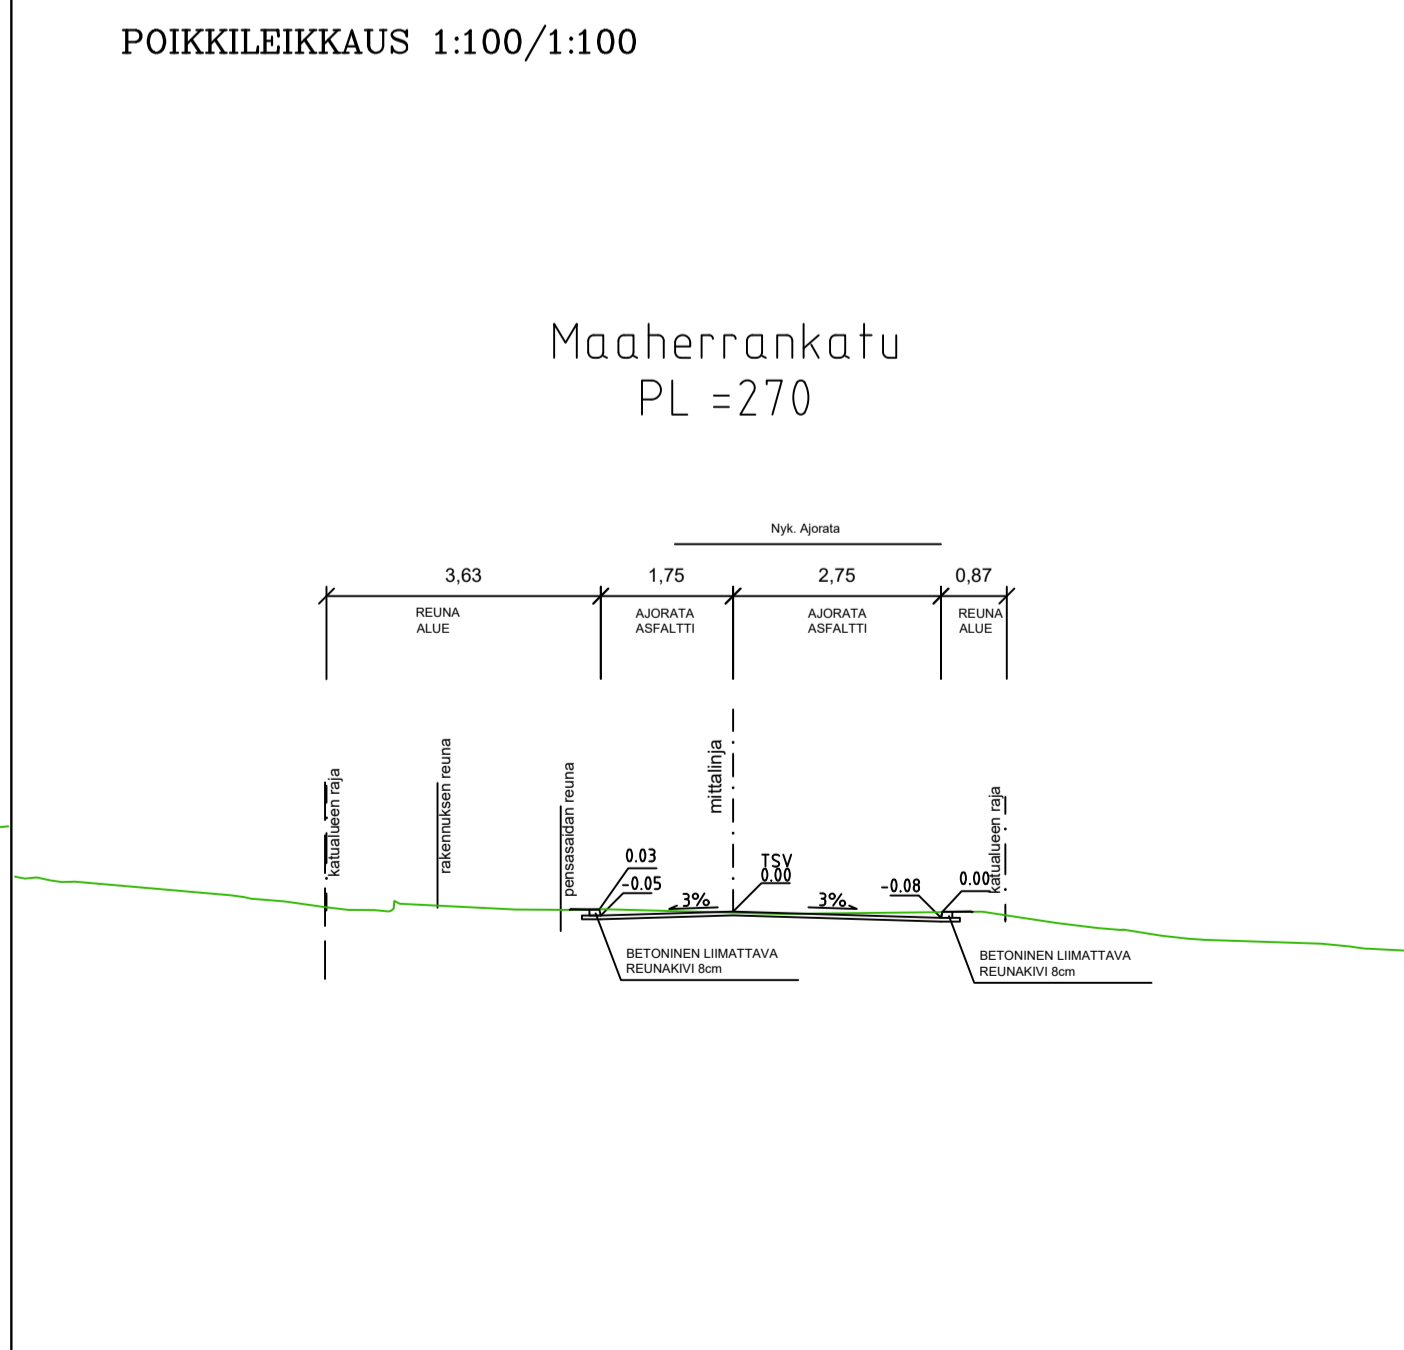 POIKKILEIKKAUS 1:100/1:100
Maaherrankatu
PL =270
Nyk. Ajorata
3,63
1,75
2,75
0,87
REUNA
ALUE
AJORATA
ASFALTTI
AJORATA
ASFALTTI
REUNA
ALUE
katualueen raja
rakennuksen reuna
pensasaidan reuna
mittalinja
katualueen raja
0.03
-0.05
3%
TSV
0.00
3%
-0.08
0.00
BETONINEN LIIMATTAVA
REUNAKIVI 8cm
BETONINEN LIIMATTAVA
REUNAKIVI 8cm